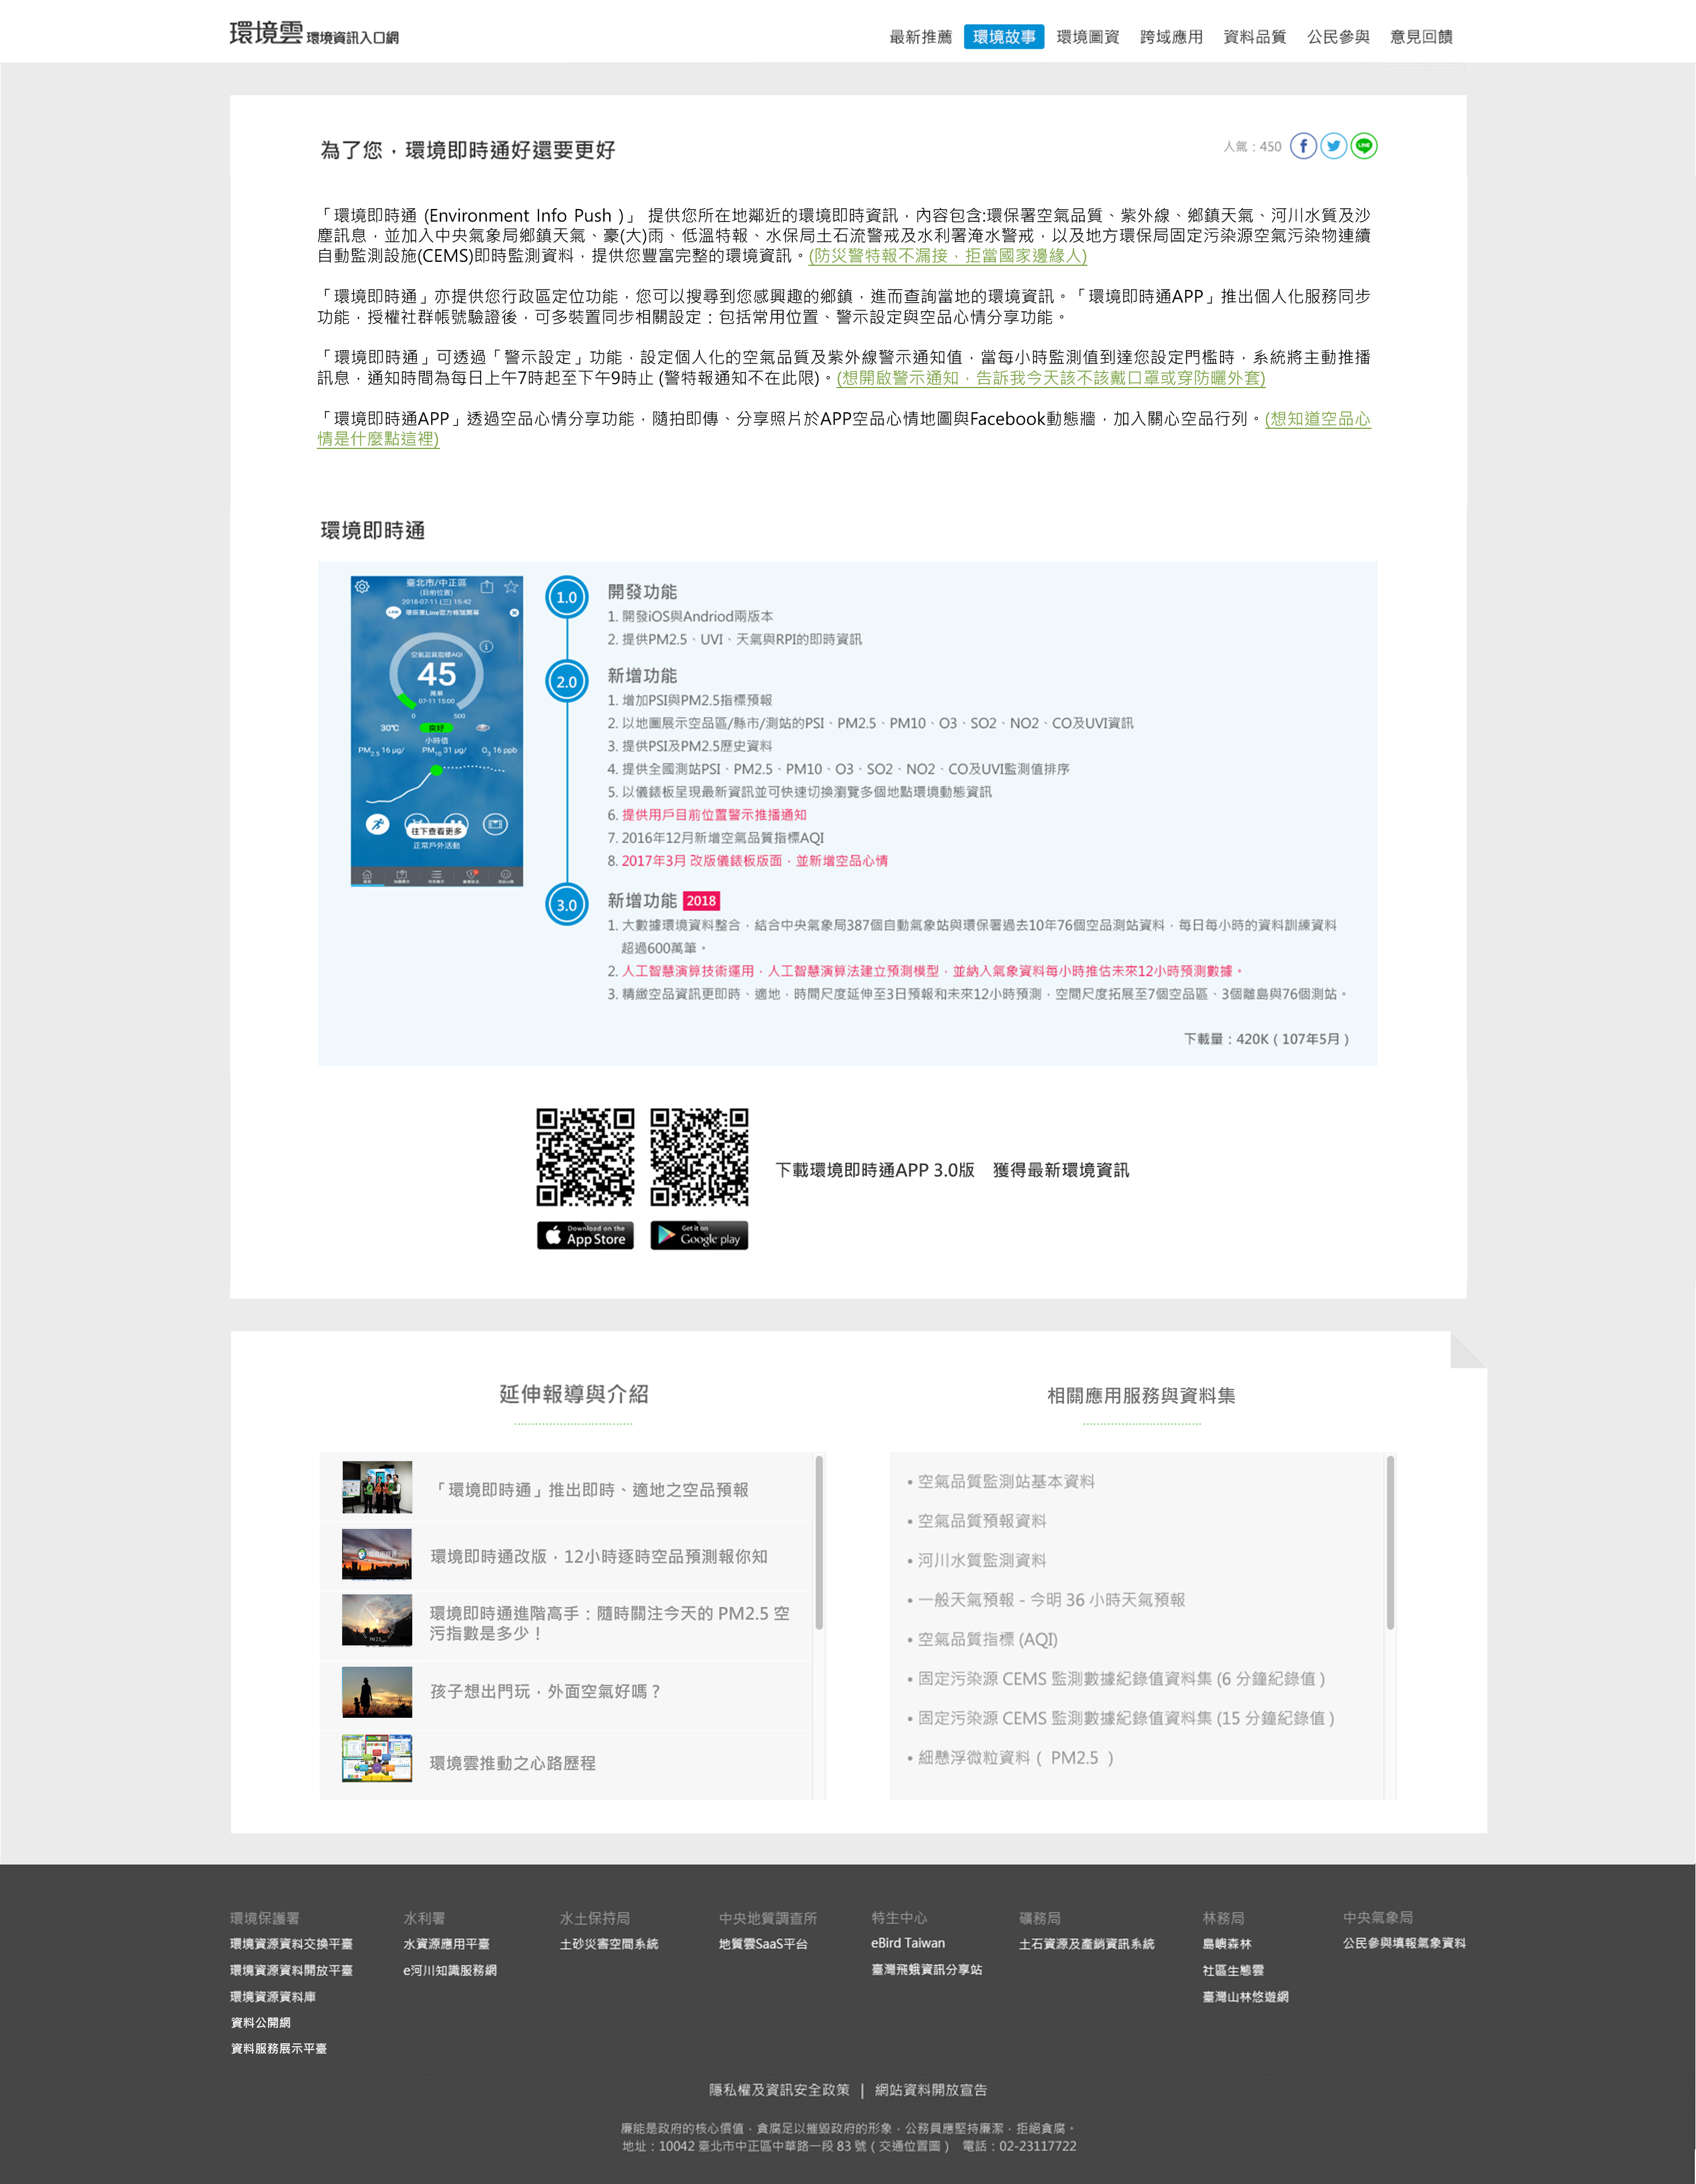 環境雲 環境資訊入口網
最新推薦 環境故事 環境圖資 跨域應用 資料品質 公民參與 意見回饋
為了您，環境即時通好還要更好
人氣：450
「環境即時通 (Environment Info Push )」 提供您所在地鄰近的環境即時資訊，內容包含:環保署空氣品質、紫外線、鄉鎮天氣、河川水質及沙
塵訊息，並加入中央氣象局鄉鎮天氣、豪(大)雨、低溫特報、水保局土石流警戒及水利署淹水警戒，以及地方環保局固定污染源空氣污染物連續
自動監測設施(CEMS)即時監測資料，提供您豐富完整的環境資訊。(防災警特報不漏接，拒當國家邊緣人)
「環境即時通」亦提供您行政區定位功能，您可以搜尋到您感興趣的鄉鎮，進而查詢當地的環境資訊。「環境即時通APP」推出個人化服務同步
功能，授權社群帳號驗證後，可多裝置同步相關設定：包括常用位置、警示設定與空品心情分享功能。
「環境即時通」可透過「警示設定」功能，設定個人化的空氣品質及紫外線警示通知值，當每小時監測值到達您設定門檻時，系統將主動推播
訊息，通知時間為每日上午7時起至下午9時止 (警特報通知不在此限)。(想開啟警示通知，告訴我今天該不該戴口罩或穿防曬外套)
「環境即時通APP」透過空品心情分享功能，隨拍即傳、分享照片於APP空品心情地圖與Facebook動態牆，加入關心空品行列。(想知道空品心
情是什麼點這裡)
環境即時通
臺北市/中正區
(目前位置)
2018-07-11 (三) 15:42
LINE 環保署Line官方帳號開幕
空氣品質指標AQI
45
萬華
07-11 15:00
0 500
30℃ 良好
小時值
PM2.5 16 μg/ PM10 31 μg/ O3 16 ppb
往下查看更多
正常戶外活動
1.0 開發功能
1. 開發iOS與Andriod兩版本
2. 提供PM2.5、UVI、天氣與RPI的即時資訊
2.0 新增功能
1. 增加PSI與PM2.5指標預報
2. 以地圖展示空品區/縣市/測站的PSI、PM2.5、PM10、O3、SO2、NO2、CO及UVI資訊
3. 提供PSI及PM2.5歷史資料
4. 提供全國測站PSI、PM2.5、PM10、O3、SO2、NO2、CO及UVI監測值排序
5. 以儀錶板呈現最新資訊並可快速切換瀏覽多個地點環境動態資訊
6. 提供用戶目前位置警示推播通知
7. 2016年12月新增空氣品質指標AQI
8. 2017年3月 改版儀錶板版面，並新增空品心情
3.0 新增功能 2018
1. 大數據環境資料整合，結合中央氣象局387個自動氣象站與環保署過去10年76個空品測站資料，每日每小時的資料訓練資料
超過600萬筆。
2. 人工智慧演算技術運用，人工智慧演算法建立預測模型，並納入氣象資料每小時推估未來12小時預測數據。
3. 精緻空品資訊更即時、適地，時間尺度延伸至3日預報和未來12小時預測，空間尺度拓展至7個空品區、3個離島與76個測站。
下載量：420K ( 107年5月 )
下載環境即時通APP 3.0版 獲得最新環境資訊
Download on the App Store
Get it on Google play
延伸報導與介紹
「環境即時通」推出即時、適地之空品預報
環境即時通改版，12小時逐時空品預測報你知
環境即時通進階高手：隨時關注今天的 PM2.5 空
污指數是多少！
孩子想出門玩，外面空氣好嗎？
環境雲推動之心路歷程
相關應用服務與資料集
• 空氣品質監測站基本資料
• 空氣品質預報資料
• 河川水質監測資料
• 一般天氣預報 - 今明 36 小時天氣預報
• 空氣品質指標 (AQI)
• 固定污染源 CEMS 監測數據紀錄值資料集 (6 分鐘紀錄值 )
• 固定污染源 CEMS 監測數據紀錄值資料集 (15 分鐘紀錄值 )
• 細懸浮微粒資料 ( PM2.5 )
環境保護署
環境資源資料交換平臺
環境資源資料開放平臺
環境資源資料庫
資料公開網
資料服務展示平臺
水利署
水資源應用平臺
e河川知識服務網
水土保持局
土砂災害空間系統
中央地質調查所
地質雲SaaS平台
特生中心
eBird Taiwan
臺灣飛蛾資訊分享站
礦務局
土石資源及產銷資訊系統
林務局
島嶼森林
社區生態雲
臺灣山林悠遊網
中央氣象局
公民參與填報氣象資料
隱私權及資訊安全政策 | 網站資料開放宣告
廉能是政府的核心價值，貪腐足以摧毀政府的形象，公務員應堅持廉潔，拒絕貪腐。
地址：10042 臺北市中正區中華路一段 83 號 ( 交通位置圖 ) 電話：02-23117722